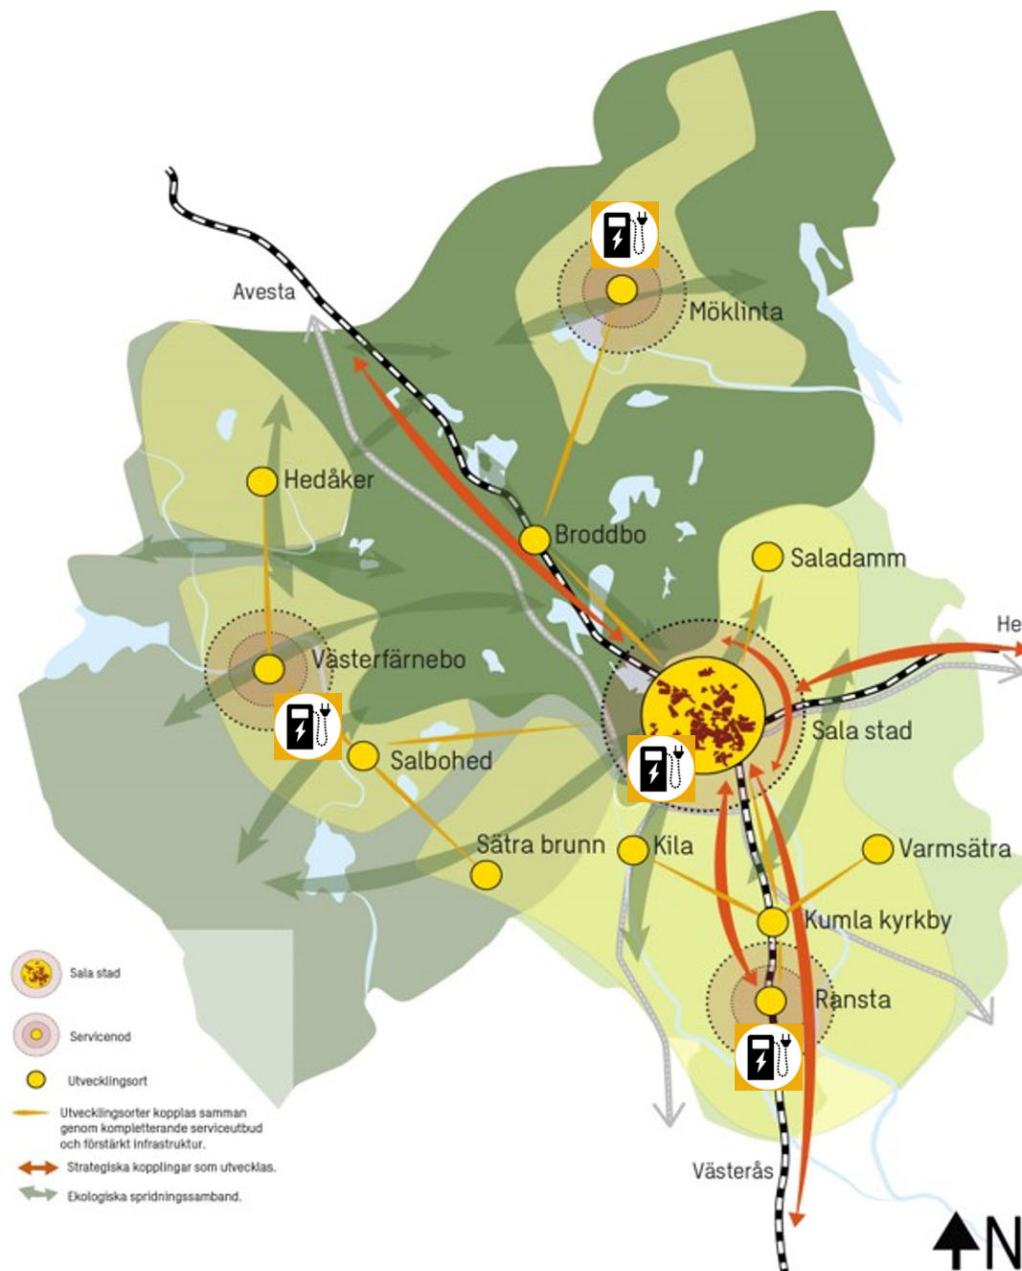 Avesta
Möklinta
Hedåker
Broddbo
Saladamm
He
Västerfärnebo
Sala stad
Salbohed
Sätra brunn
Kila
Varmsätra
Kumla kyrkby
Ransta
Västerås
N
Sala stad
Servicenod
Utvecklingsort
Utvecklingsorter kopplas samman
genom kompletterande serviceutbud
och förstärkt infrastruktur.
Strategiska kopplingar som utvecklas.
Ekologiska spridningssamband.